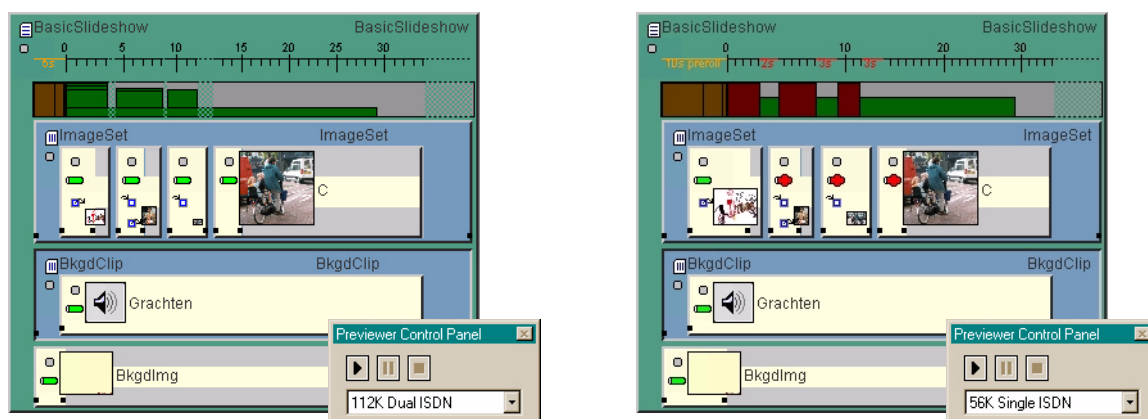 BasicSlideshow BasicSlideshow
0 5 10 15 20 25 30
5s
ImageSet ImageSet
C
BkgdClip BkgdClip
Grachten
Previewer Control Panel
BkgdImg
112K Dual ISDN
BasicSlideshow BasicSlideshow
0 10 20 30
10s preroll 2s 3s 3s
ImageSet ImageSet
C
BkgdClip BkgdClip
Grachten
Previewer Control Panel
BkgdImg
56K Single ISDN